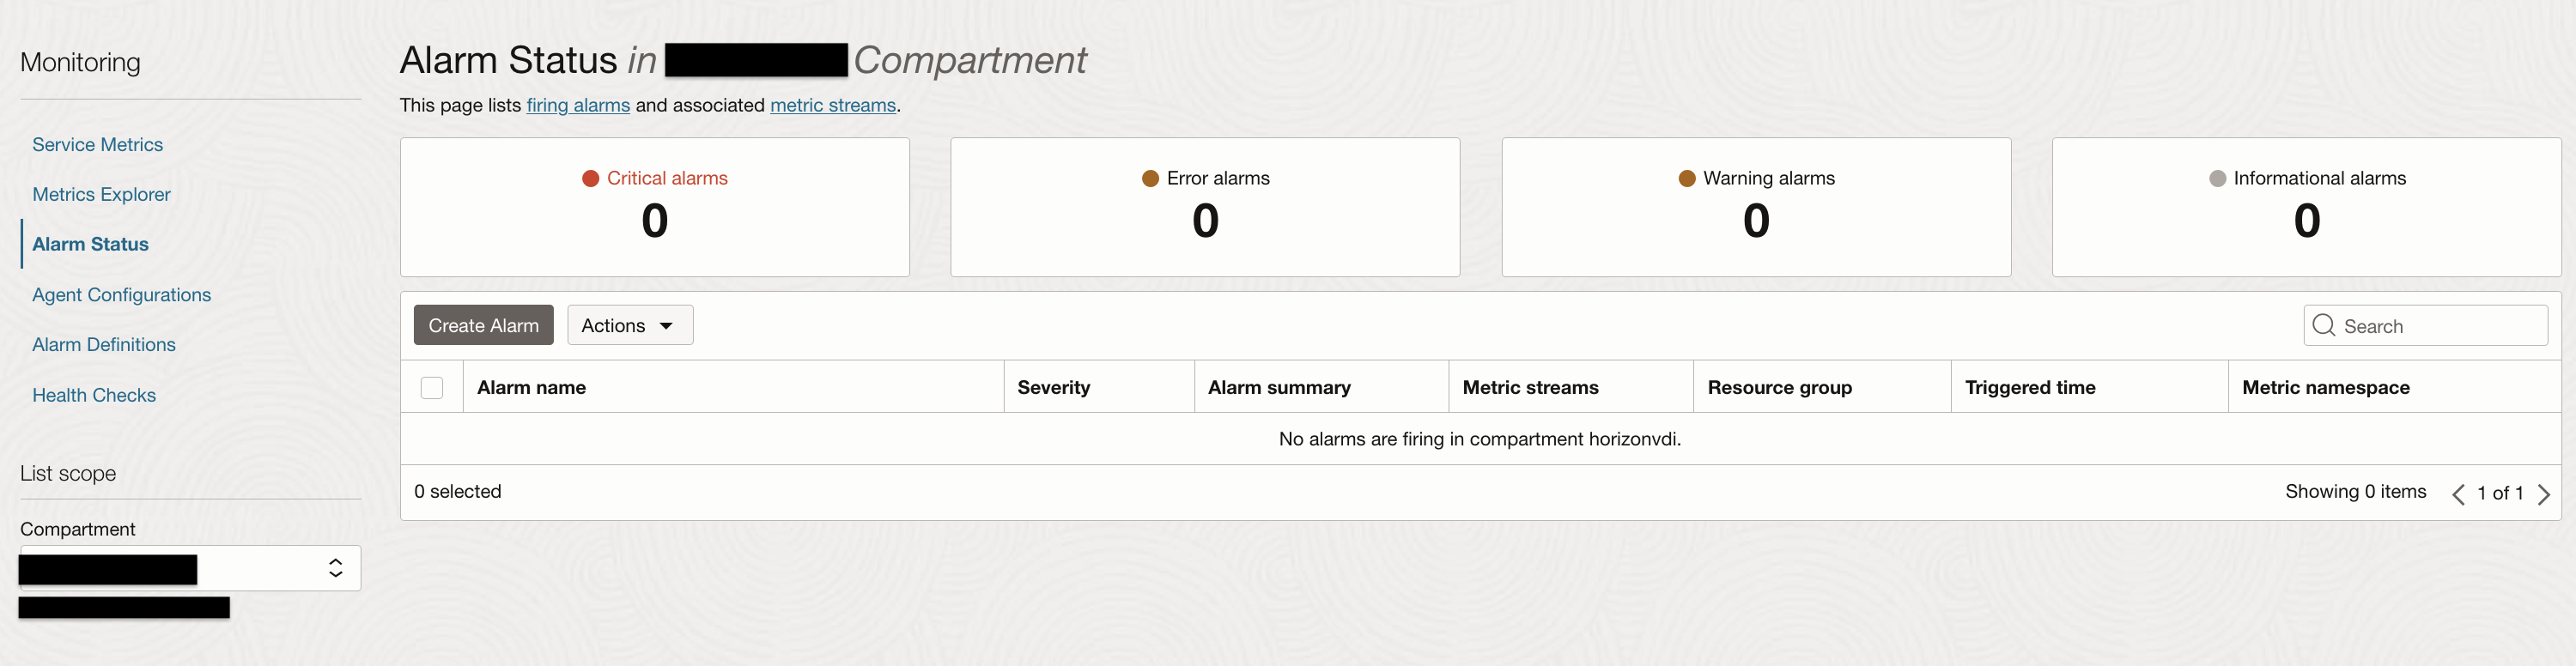 Monitoring
Service Metrics
Metrics Explorer
Alarm Status
Agent Configurations
Alarm Definitions
Health Checks
List scope
Compartment
Alarm Status in Compartment
This page lists firing alarms and associated metric streams.
Critical alarms
0
Error alarms
0
Warning alarms
0
Informational alarms
0
Create Alarm Actions Search
Alarm name Severity Alarm summary Metric streams Resource group Triggered time Metric namespace
No alarms are firing in compartment horizonvdi.
0 selected Showing 0 items 1 of 1